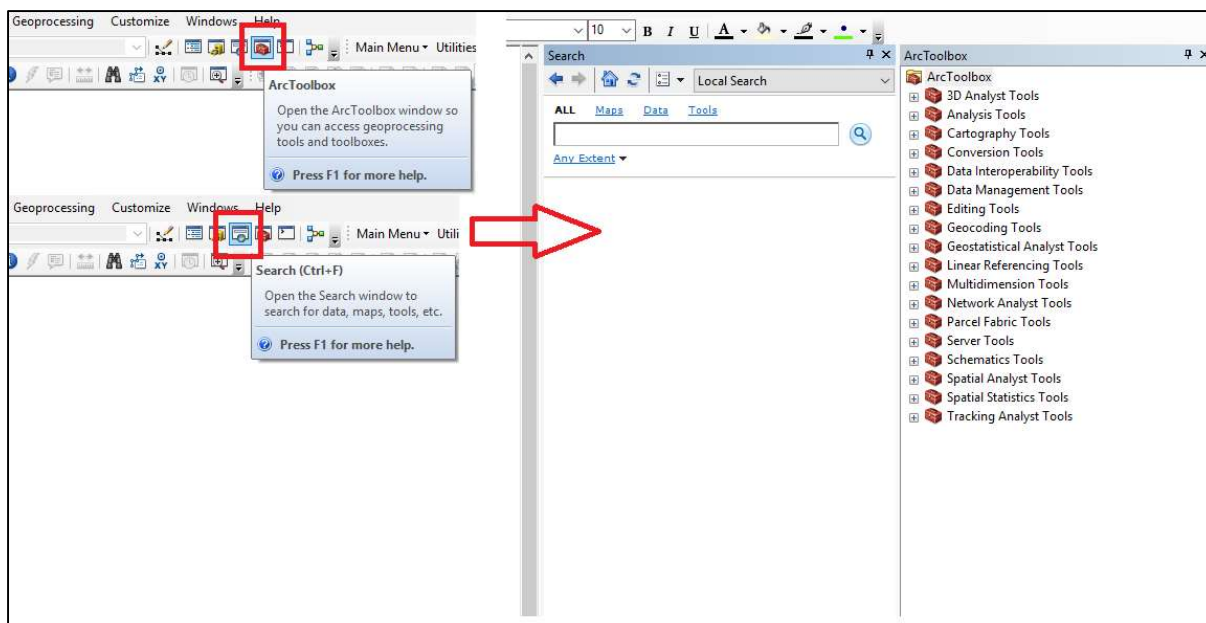 Geoprocessing Customize Windows Help
Main Menu Utilities
ArcToolbox
Open the ArcToolbox window so
you can access geoprocessing
tools and toolboxes.
Press F1 for more help.
Geoprocessing Customize Windows Help
Main Menu Utili
Search (Ctrl+F)
Open the Search window to
search for data, maps, tools, etc.
Press F1 for more help.
10 B I U A
Search
Local Search
ALL Maps Data Tools
Any Extent
ArcToolbox
ArcToolbox
3D Analyst Tools
Analysis Tools
Cartography Tools
Conversion Tools
Data Interoperability Tools
Data Management Tools
Editing Tools
Geocoding Tools
Geostatistical Analyst Tools
Linear Referencing Tools
Multidimension Tools
Network Analyst Tools
Parcel Fabric Tools
Server Tools
Schematics Tools
Spatial Analyst Tools
Spatial Statistics Tools
Tracking Analyst Tools